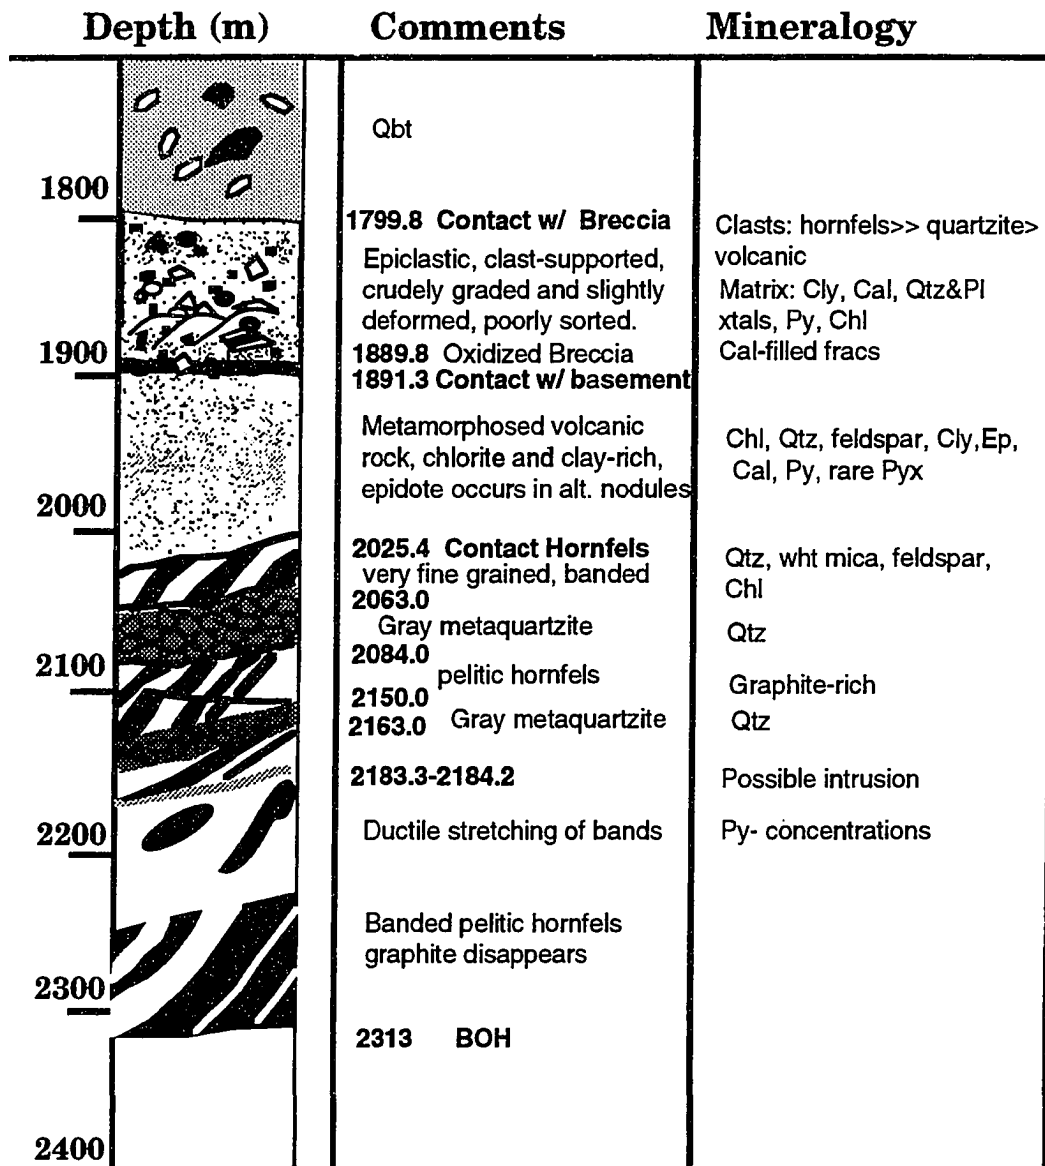 Depth (m) Comments Mineralogy
Qbt
1800
1799.8 Contact w/ Breccia
Epiclastic, clast-supported,
crudely graded and slightly
deformed, poorly sorted.
Clasts: hornfels>> quartzite>
volcanic
Matrix: Cly, Cal, Qtz&Pl
xtals, Py, Chl
Cal-filled fracs
1900
1889.8 Oxidized Breccia
1891.3 Contact w/ basement
Metamorphosed volcanic
rock, chlorite and clay-rich,
epidote occurs in alt. nodules
Chl, Qtz, feldspar, Cly,Ep,
Cal, Py, rare Pyx
2000
2025.4 Contact Hornfels
very fine grained, banded
Qtz, wht mica, feldspar,
Chl
2063.0
Gray metaquartzite
Qtz
2084.0
2100
pelitic hornfels
Graphite-rich
2150.0
2163.0 Gray metaquartzite
Qtz
2183.3-2184.2
Possible intrusion
2200
Ductile stretching of bands
Py- concentrations
Banded pelitic hornfels
graphite disappears
2300
2313 BOH
2400